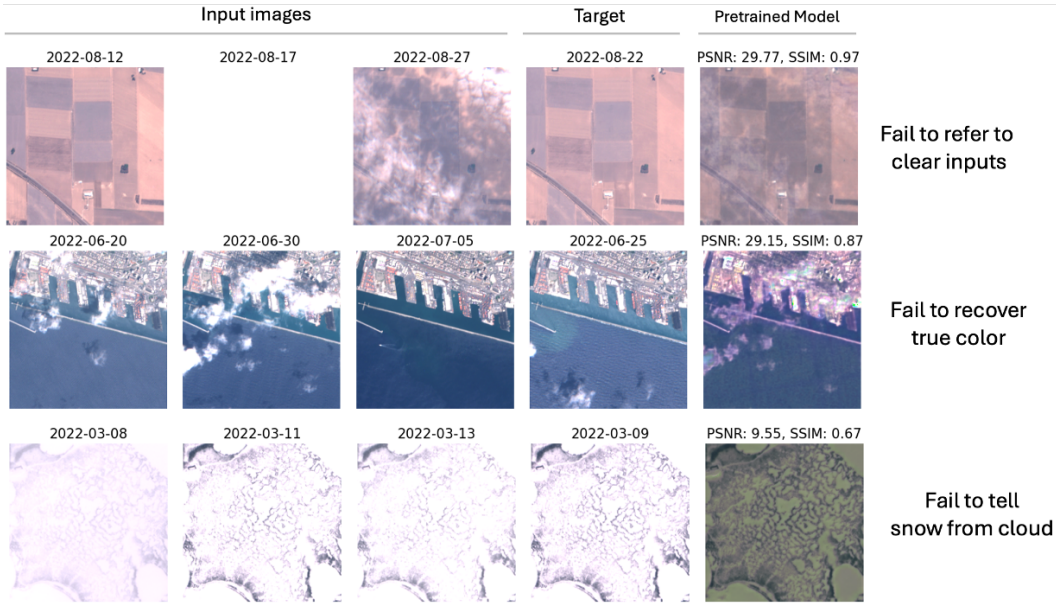 Input images
Target
Pretrained Model
2022-08-12
2022-08-17
2022-08-27
2022-08-22
PSNR: 29.77, SSIM: 0.97
Fail to refer to
clear inputs
2022-06-20
2022-06-30
2022-07-05
2022-06-25
PSNR: 29.15, SSIM: 0.87
Fail to recover
true color
2022-03-08
2022-03-11
2022-03-13
2022-03-09
PSNR: 9.55, SSIM: 0.67
Fail to tell
snow from cloud